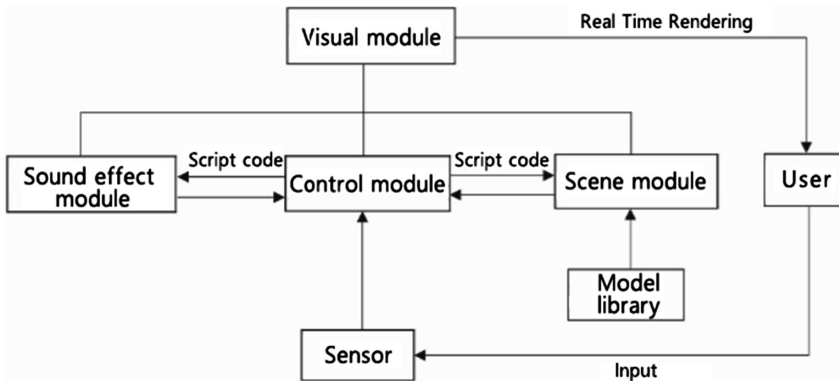 Real Time Rendering
Visual module
Script code
Script code
Sound effect
module
Control module
Scene module
User
Model
library
Sensor
Input